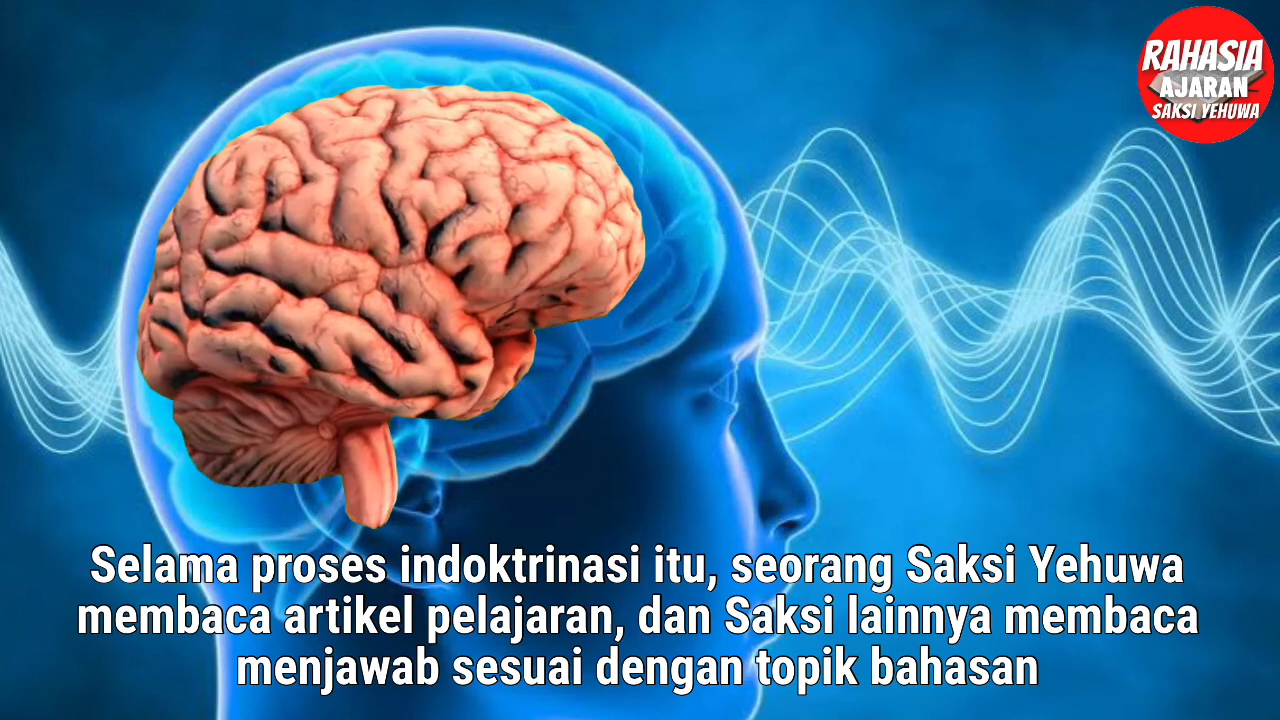 RAHASIA
AJARAN
SAKSI YEHUWA
Selama proses indoktrinasi itu, seorang Saksi Yehuwa
membaca artikel pelajaran, dan Saksi lainnya membaca
menjawab sesuai dengan topik bahasan